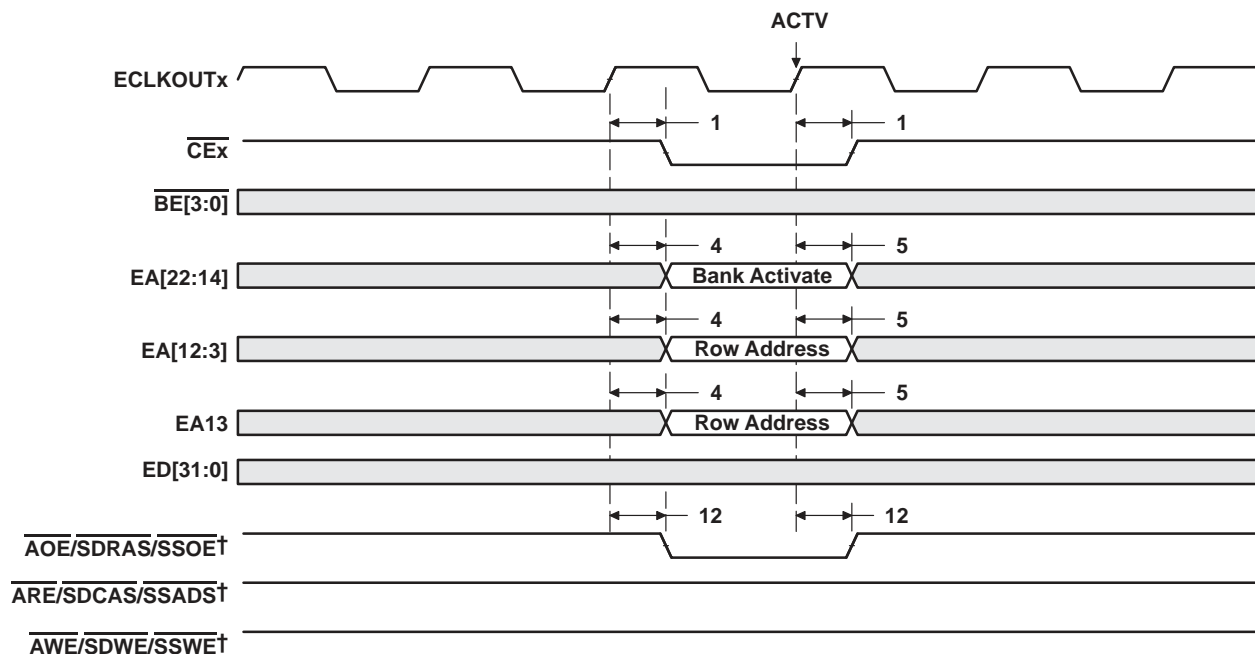 ACTV
ECLKOUTx
1 1
CEx
BE[3:0]
4 5
EA[22:14] Bank Activate
4 5
EA[12:3] Row Address
4 5
EA13 Row Address
ED[31:0]
12 12
AOE/SDRAS/SSOE†
ARE/SDCAS/SSADS†
AWE/SDWE/SSWE†